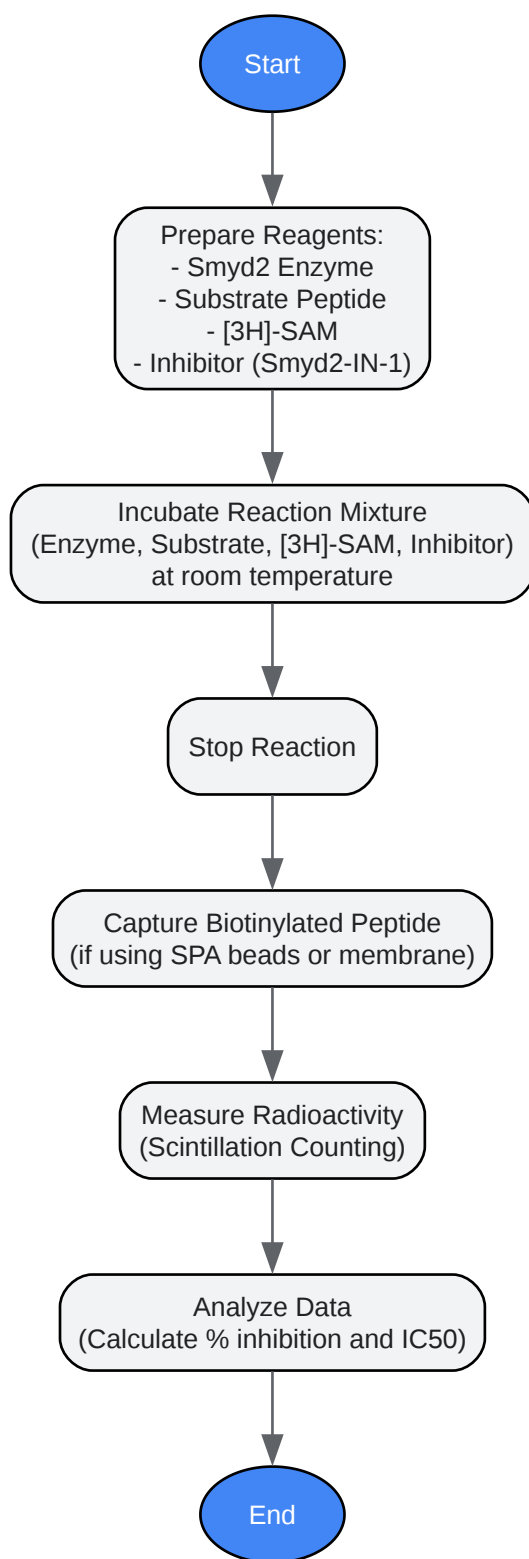 Start
Prepare Reagents:
- Smyd2 Enzyme
- Substrate Peptide
- [3H]-SAM
- Inhibitor (Smyd2-IN-1)
Incubate Reaction Mixture
(Enzyme, Substrate, [3H]-SAM, Inhibitor)
at room temperature
Stop Reaction
Capture Biotinylated Peptide
(if using SPA beads or membrane)
Measure Radioactivity
(Scintillation Counting)
Analyze Data
(Calculate % inhibition and IC50)
End